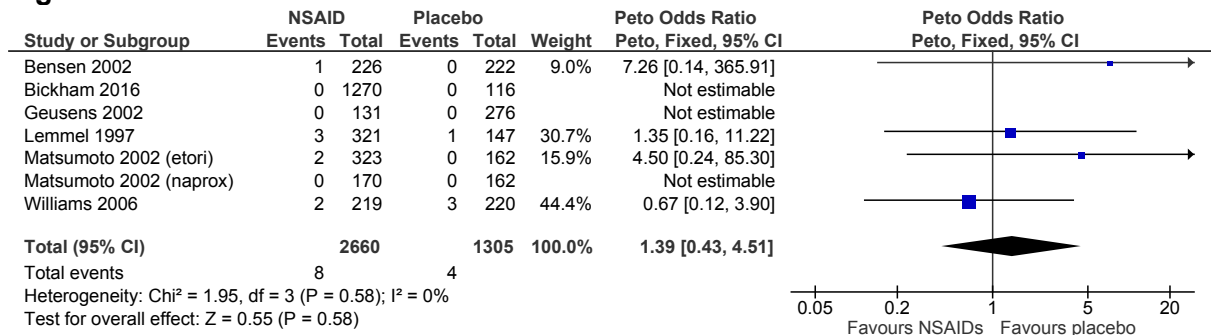 NSAID Placebo Peto Odds Ratio Peto Odds Ratio
Study or Subgroup Events Total Events Total Weight Peto, Fixed, 95% CI Peto, Fixed, 95% CI
Bensen 2002 1 226 0 222 9.0% 7.26 [0.14, 365.91]
Bickham 2016 0 1270 0 116 Not estimable
Geusens 2002 0 131 0 276 Not estimable
Lemmel 1997 3 321 1 147 30.7% 1.35 [0.16, 11.22]
Matsumoto 2002 (etori) 2 323 0 162 15.9% 4.50 [0.24, 85.30]
Matsumoto 2002 (naprox) 0 170 0 162 Not estimable
Williams 2006 2 219 3 220 44.4% 0.67 [0.12, 3.90]
Total (95% CI) 2660 1305 100.0% 1.39 [0.43, 4.51]
Total events 8 4
Heterogeneity: Chi² = 1.95, df = 3 (P = 0.58); I² = 0%
Test for overall effect: Z = 0.55 (P = 0.58)
0.05 0.2 1 5 20
Favours NSAIDs Favours placebo